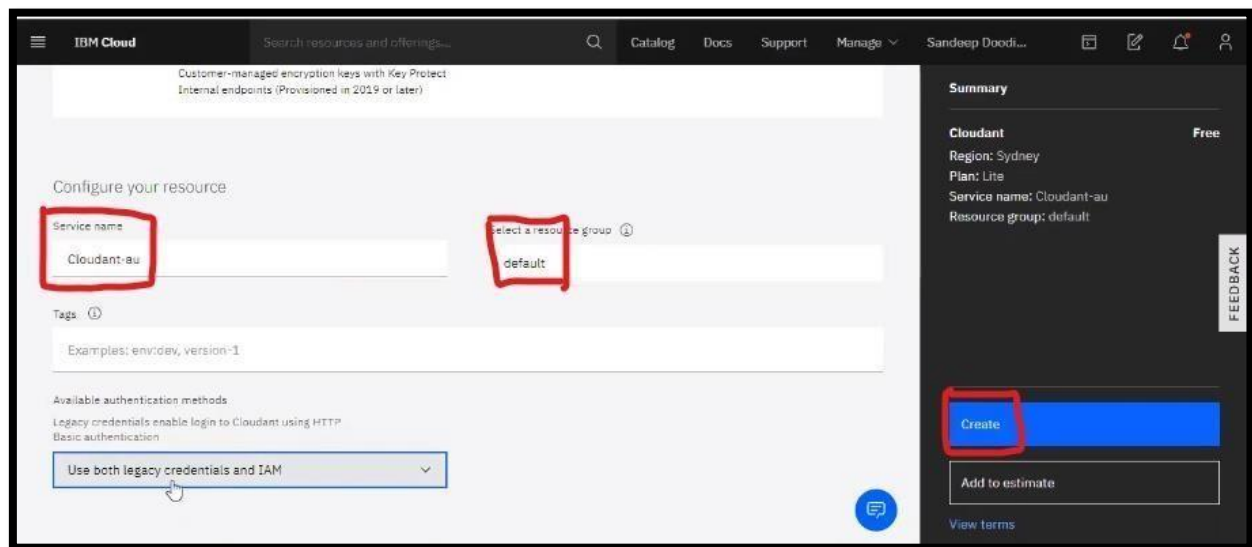 IBM Cloud
Search resources and offerings...
Catalog
Docs
Support
Manage
Sandeep Doodi...
Customer-managed encryption keys with Key Protect
Internal endpoints (Provisioned in 2019 or later)
Configure your resource
Service name
Cloudant-au
Select a resource group
default
Tags
Examples: env:dev, version-1
Available authentication methods
Legacy credentials enable login to Cloudant using HTTP
Basic authentication
Use both legacy credentials and IAM
Summary
Cloudant Free
Region: Sydney
Plan: Lite
Service name: Cloudant-au
Resource group: default
FEEDBACK
Create
Add to estimate
View terms